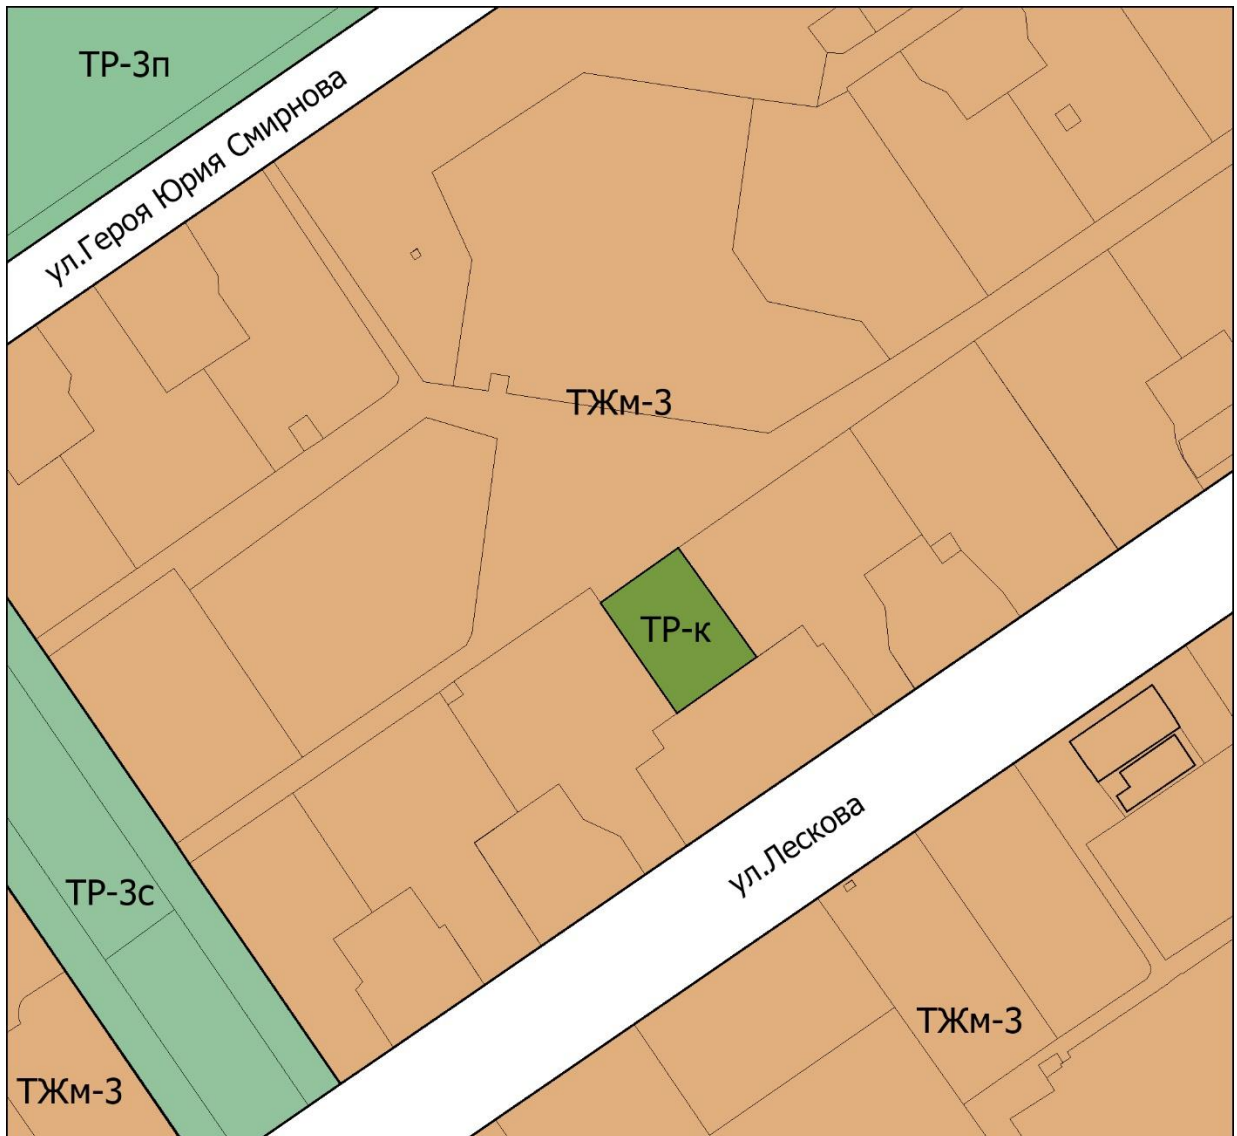 ТР-3п
ул.Героя Юрия Смирнова
ТЖм-3
ТР-к
ул.Лескова
ТР-3с
ТЖм-3
ТЖм-3